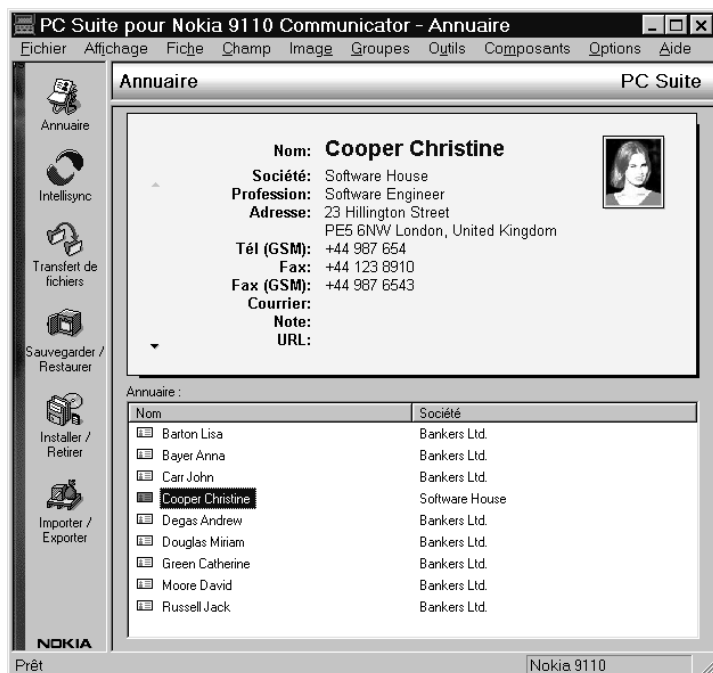 PC Suite pour Nokia 9110 Communicator - Annuaire
Fichier Affichage Fiche Champ Image Groupes Outils Composants Options Aide
Annuaire PC Suite
Annuaire
Intellisync
Transfert de
fichiers
Sauvegarder /
Restaurer
Installer /
Retirer
Importer /
Exporter
NOKIA
Nom: Cooper Christine
Société: Software House
Profession: Software Engineer
Adresse: 23 Hillington Street
PE5 6NW London, United Kingdom
Tél (GSM): +44 987 654
Fax: +44 123 8910
Fax (GSM): +44 987 6543
Courrier:
Note:
URL:
Annuaire :
Nom Société
Barton Lisa Bankers Ltd.
Bayer Anna Bankers Ltd.
Carr John Bankers Ltd.
Cooper Christine Software House
Degas Andrew Bankers Ltd.
Douglas Miriam Bankers Ltd.
Green Catherine Bankers Ltd.
Moore David Bankers Ltd.
Russell Jack Bankers Ltd.
Prêt Nokia 9110